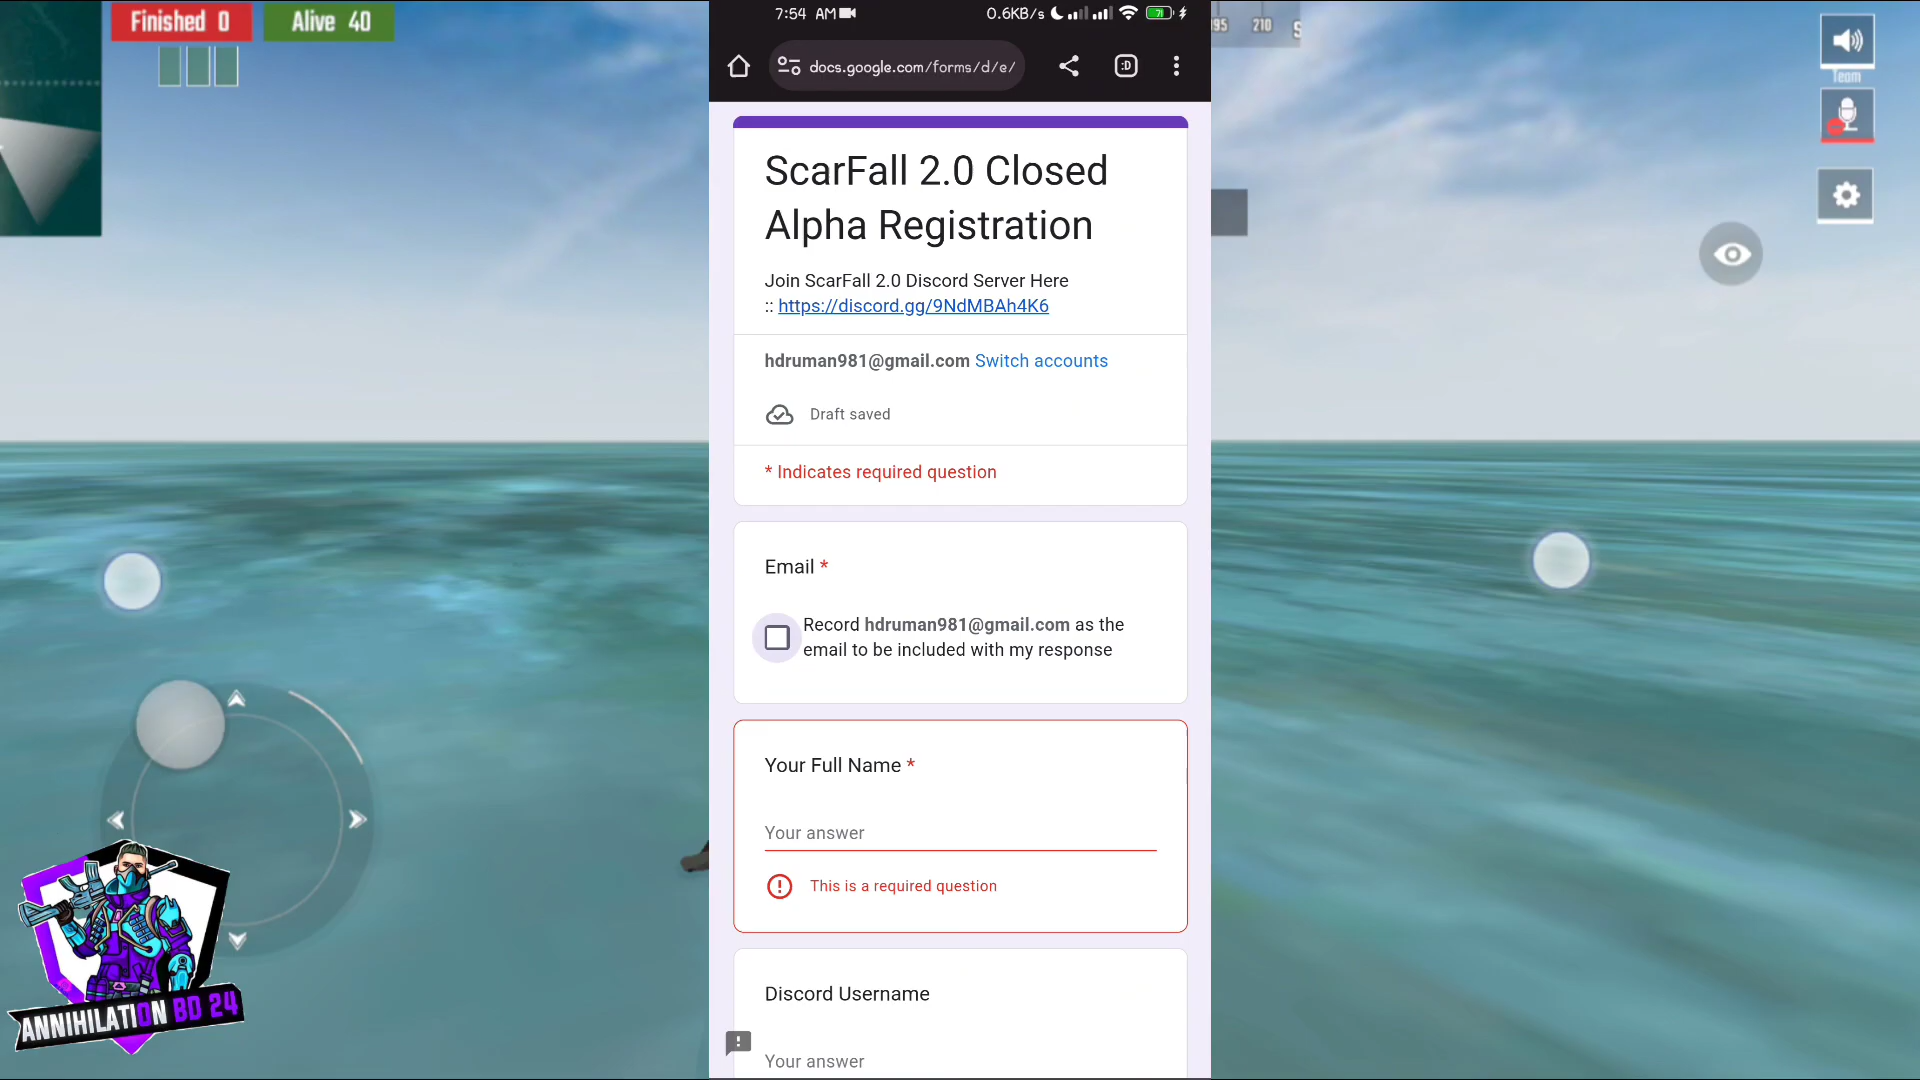 Finished 0
Alive 40
7:54 AM
0.6KB/s
71
docs.google.com/forms/d/e/
:D
195 210 S
Team
ScarFall 2.0 Closed
Alpha Registration
Join ScarFall 2.0 Discord Server Here
:: https://discord.gg/9NdMBAh4K6
hdruman981@gmail.com Switch accounts
Draft saved
* Indicates required question
Email *
Record hdruman981@gmail.com as the
email to be included with my response
Your Full Name *
Your answer
This is a required question
Discord Username
Your answer
ANNIHILATION BD 24